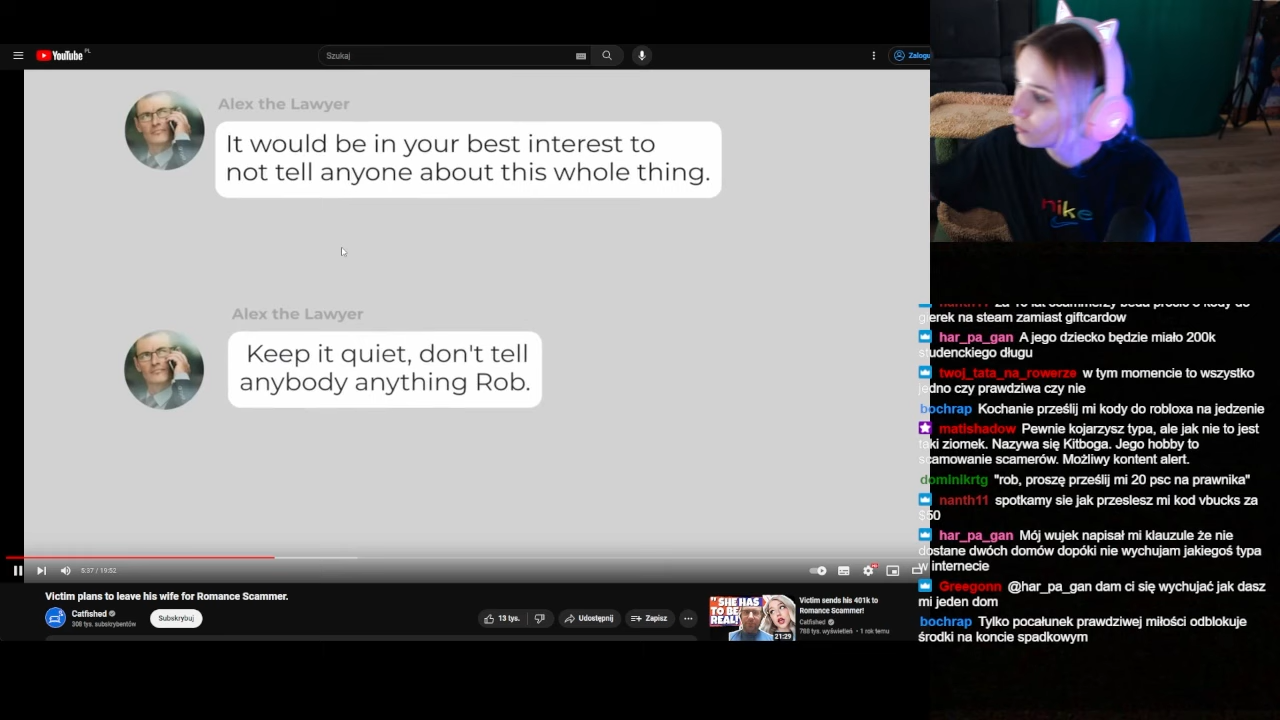 YouTube PL
Szukaj
Zalogu
Alex the Lawyer
It would be in your best interest to
not tell anyone about this whole thing.
Alex the Lawyer
Keep it quiet, don't tell
anybody anything Rob.
5:37 / 19:52
Victim plans to leave his wife for Romance Scammer.
Catfished
308 tys. subskrybentów
Subskrybuj
13 tys.
Udostępnij
Zapisz
"SHE HAS
TO BE
REAL!"
21:29
Victim sends his 401k to
Romance Scammer!
Catfished
788 tys. wyświetleń • 1 rok temu
nike
gierek na steam zamiast giftcardow
har_pa_gan A jego dziecko będzie miało 200k
studenckiego długu
twoj_tata_na_rowerze w tym momencie to wszystko
jedno czy prawdziwa czy nie
bochrap Kochanie prześlij mi kody do robloxa na jedzenie
matishadow Pewnie kojarzysz typa, ale jak nie to jest
taki ziomek. Nazywa się Kitboga. Jego hobby to
scamowanie scamerów. Możliwy kontent alert.
dominikrtg "rob, proszę prześlij mi 20 psc na prawnika"
nanth11 spotkamy sie jak przeslesz mi kod vbucks za
$50
har_pa_gan Mój wujek napisał mi klauzule że nie
dostane dwóch domów dopóki nie wychujam jakiegoś typa
w internecie
Greegonn @har_pa_gan dam ci się wychujać jak dasz
mi jeden dom
bochrap Tylko pocałunek prawdziwej miłości odblokuje
środki na koncie spadkowym